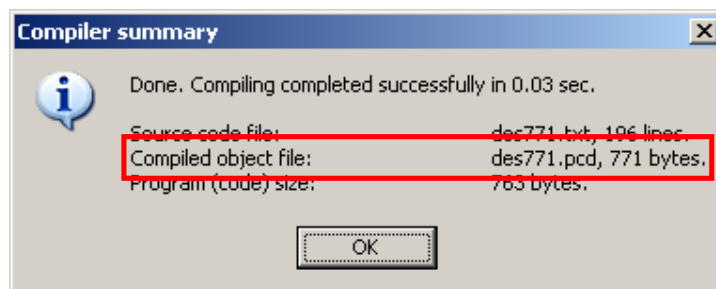 Compiler summary
Done. Compiling completed successfully in 0.03 sec.
Source code file: des771.txt, 196 lines.
Compiled object file: des771.pcd, 771 bytes.
Program (code) size: 763 bytes.
OK